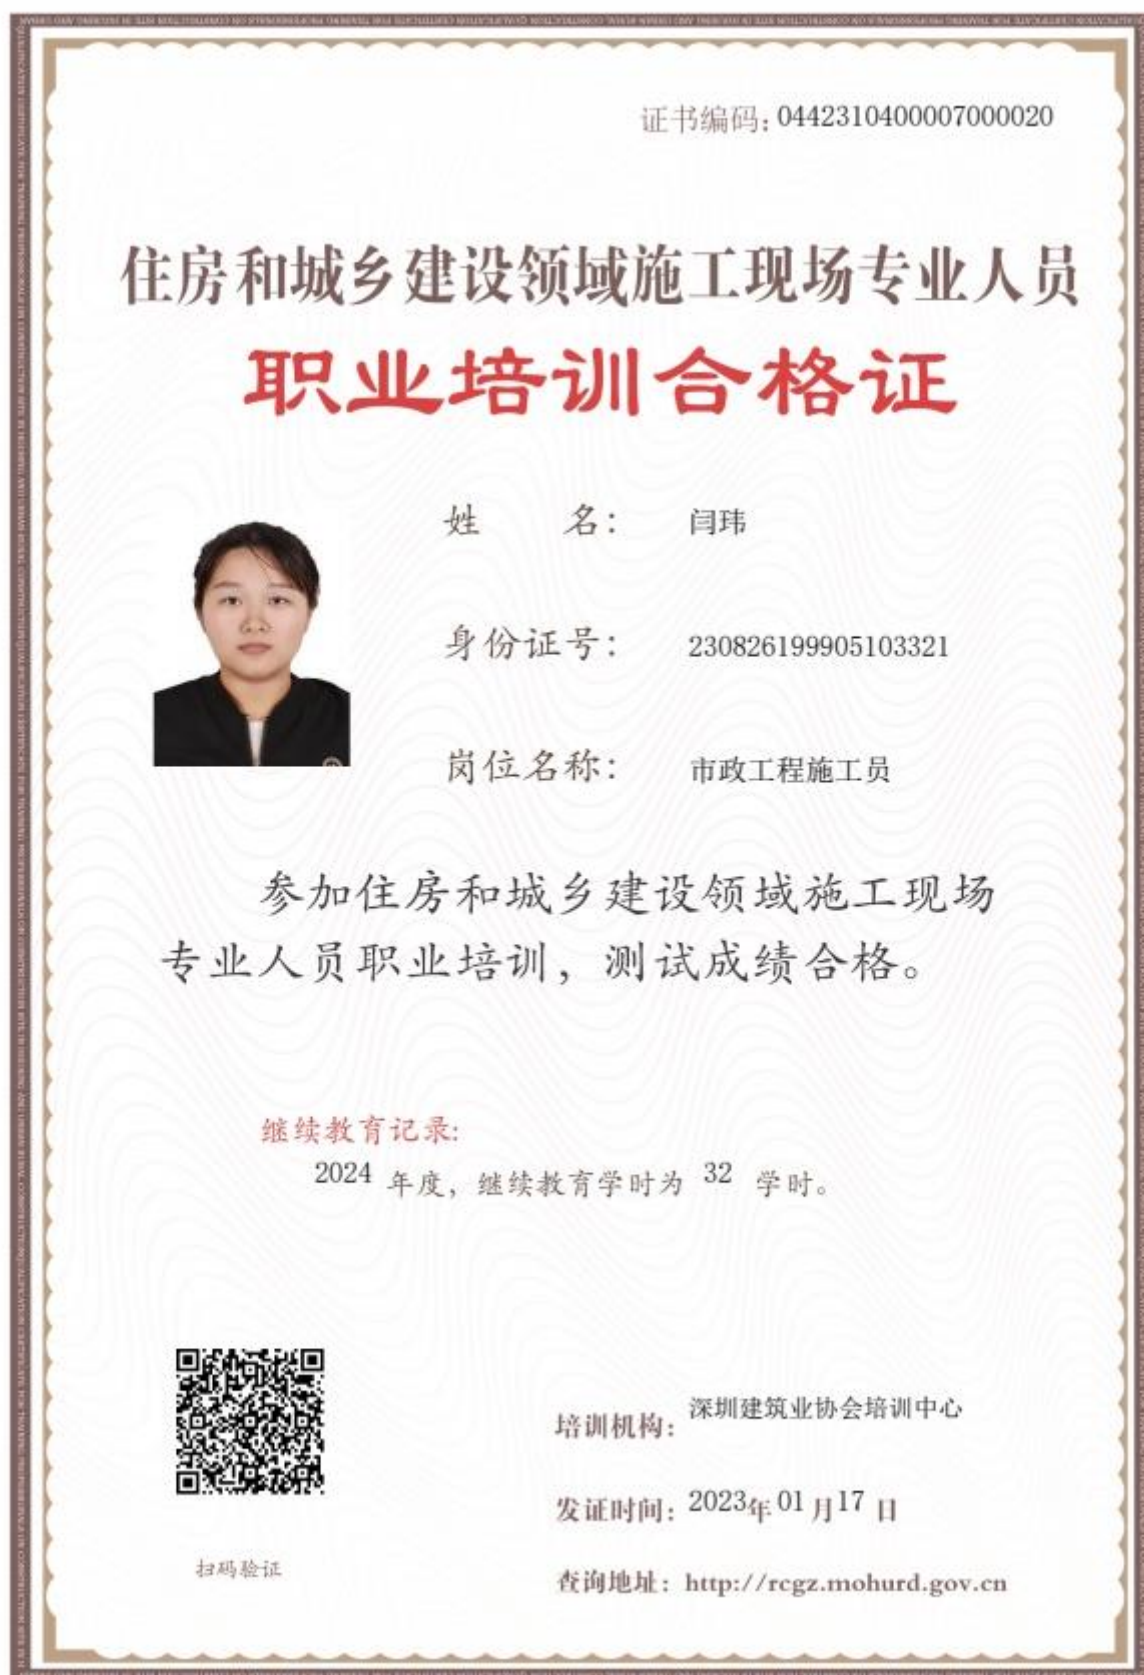 证书编码：0442310400007000020
住房和城乡建设领域施工现场专业人员
职业培训合格证
姓 名： 闫玮
身份证号： 230826199905103321
岗位名称： 市政工程施工员
参加住房和城乡建设领域施工现场
专业人员职业培训，测试成绩合格。
继续教育记录:
2024 年度，继续教育学时为 32 学时。
培训机构： 深圳建筑业协会培训中心
发证时间： 2023年 01 月 17 日
扫码验证
查询地址： http://rcgz.mohurd.gov.cn